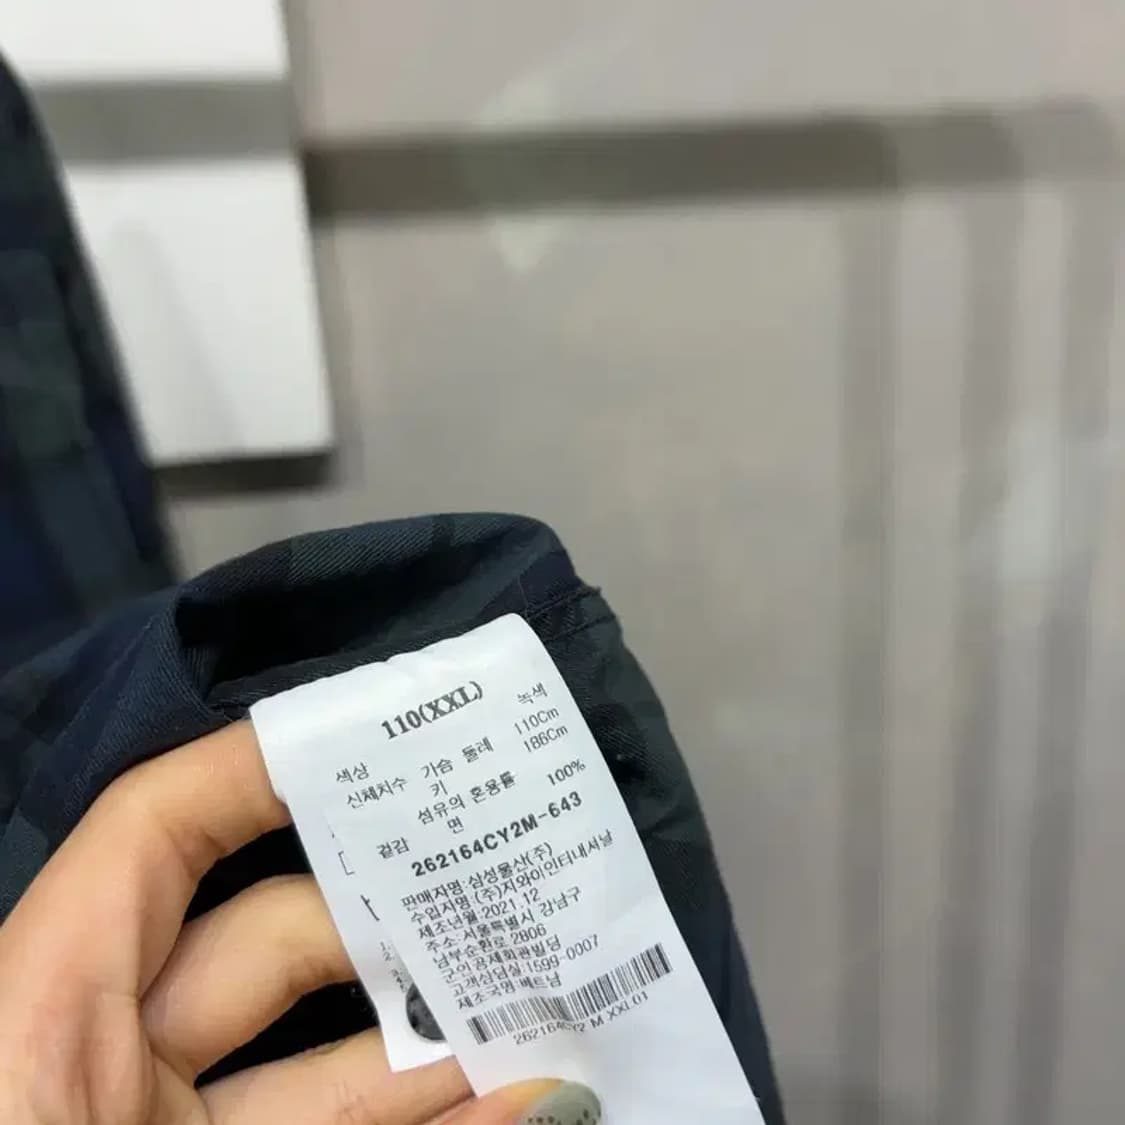 110(XXL)
색상 녹색
신체치수 가슴 둘레 110Cm
키 186Cm
섬유의 혼용률
겉감 면 100%
262164CY2M-643
판매자명:삼성물산(주)
수입자명:(주)지와이인터내셔날
제조년월:2021.12
주소:서울특별시 강남구
남부순환로 2806
군인공제회관빌딩
고객상담실:1599-0007
제조국명:베트남
262164CY2 M XXL01